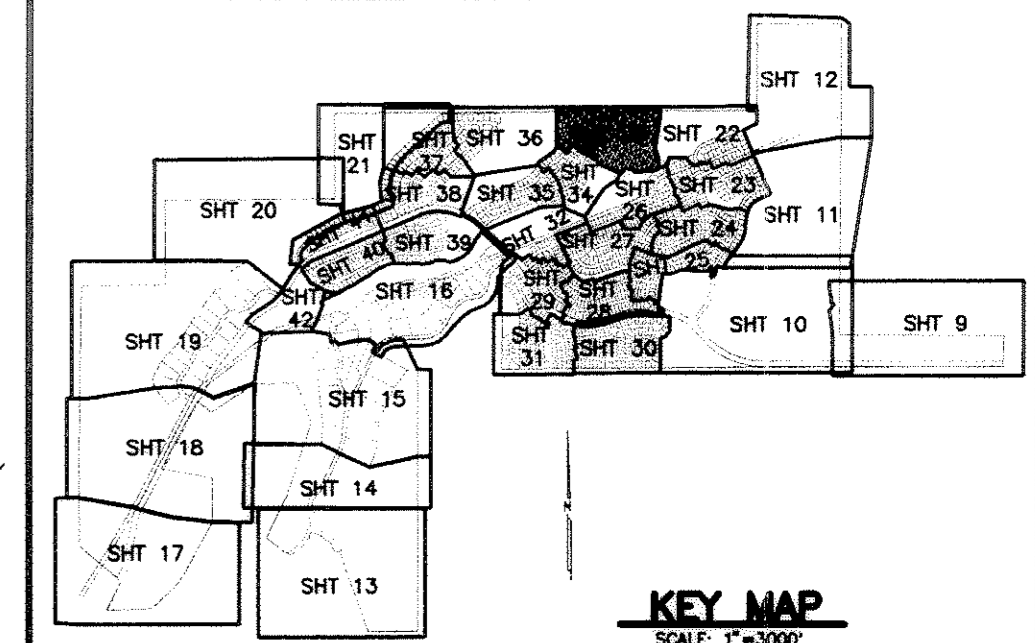 SHT 12
SHT 21
SHT 37
SHT 36
SHT 22
SHT 20
SHT 38
SHT 35
SHT 34
SHT 26
SHT 23
SHT 11
SHT 40
SHT 39
SHT 32
SHT 27
SHT 24
SHT 25
SHT 42
SHT 16
SHT 29
SHT 28
SHT 10
SHT 9
SHT 19
SHT 31
SHT 30
SHT 15
SHT 18
SHT 14
SHT 17
SHT 13
N
KEY MAP
SCALE: 1"=3000'